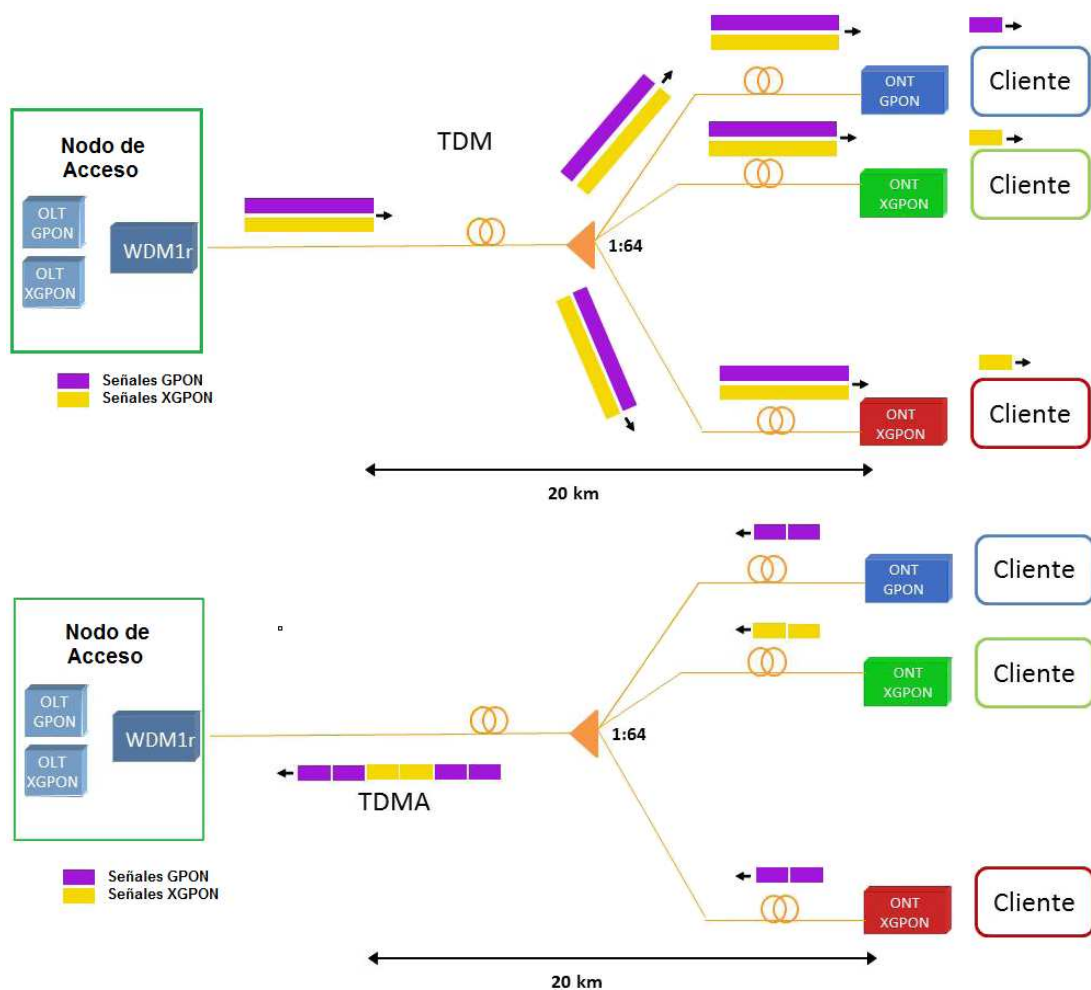 TDM
Nodo de
Acceso
OLT
GPON
OLT
XGPON
WDM1r
1:64
ONT
GPON
Cliente
ONT
XGPON
Cliente
ONT
XGPON
Cliente
Señales GPON
Señales XGPON
20 km
Nodo de
Acceso
OLT
GPON
OLT
XGPON
WDM1r
1:64
TDMA
ONT
GPON
Cliente
ONT
XGPON
Cliente
ONT
XGPON
Cliente
Señales GPON
Señales XGPON
20 km